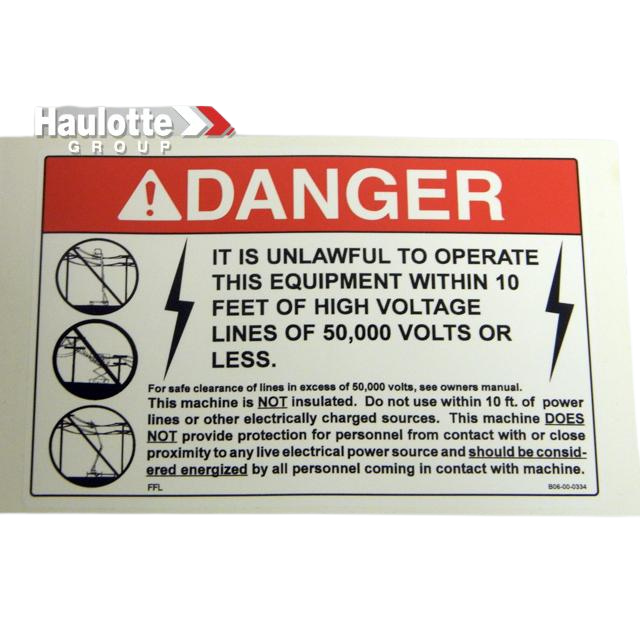 Haulotte
GROUP
DANGER
IT IS UNLAWFUL TO OPERATE
THIS EQUIPMENT WITHIN 10
FEET OF HIGH VOLTAGE
LINES OF 50,000 VOLTS OR
LESS.
For safe clearance of lines in excess of 50,000 volts, see owners manual.
This machine is NOT insulated. Do not use within 10 ft. of power
lines or other electrically charged sources. This machine DOES
NOT provide protection for personnel from contact with or close
proximity to any live electrical power source and should be consid-
ered energized by all personnel coming in contact with machine.
FFL
B06-00-0334